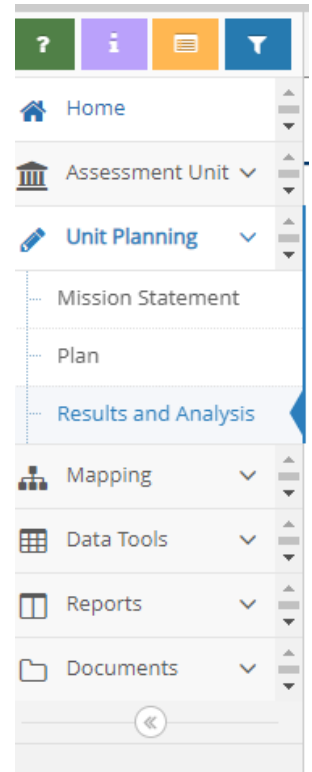 ? i
Home
Assessment Unit
Unit Planning
Mission Statement
Plan
Results and Analysis
Mapping
Data Tools
Reports
Documents